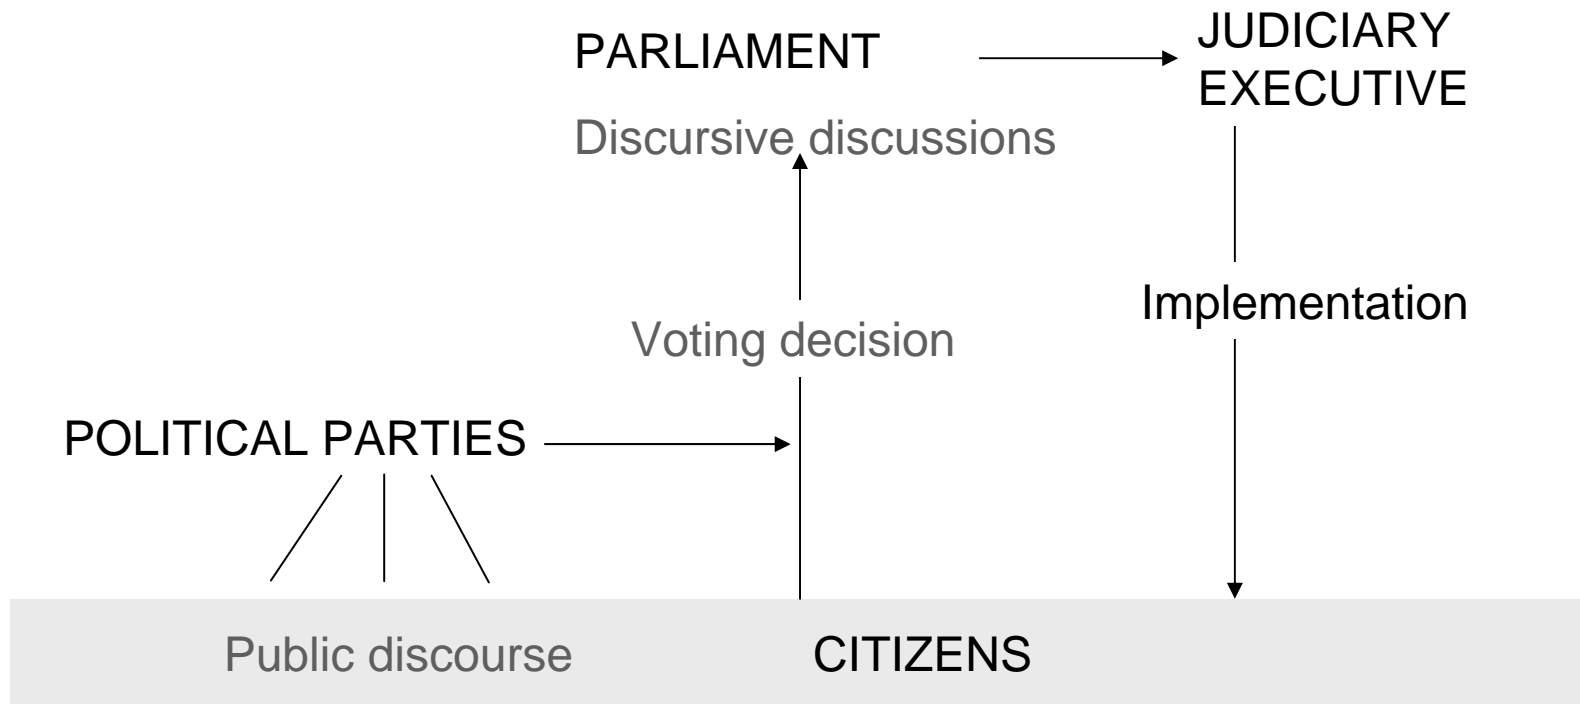 PARLIAMENT
JUDICIARY
EXECUTIVE
Discursive discussions
Implementation
Voting decision
POLITICAL PARTIES
Public discourse
CITIZENS